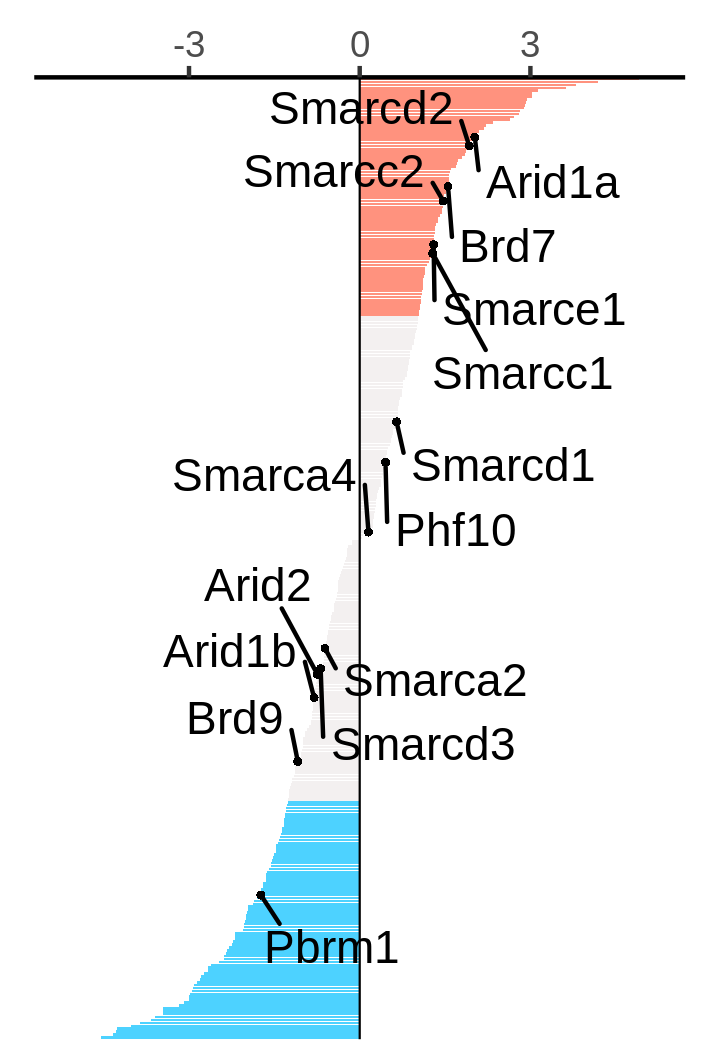 -3 0 3
Smarcd2
Smarcc2
Arid1a
Brd7
Smarce1
Smarcc1
Smarcd1
Smarca4
Phf10
Arid2
Arid1b
Smarca2
Brd9
Smarcd3
Pbrm1